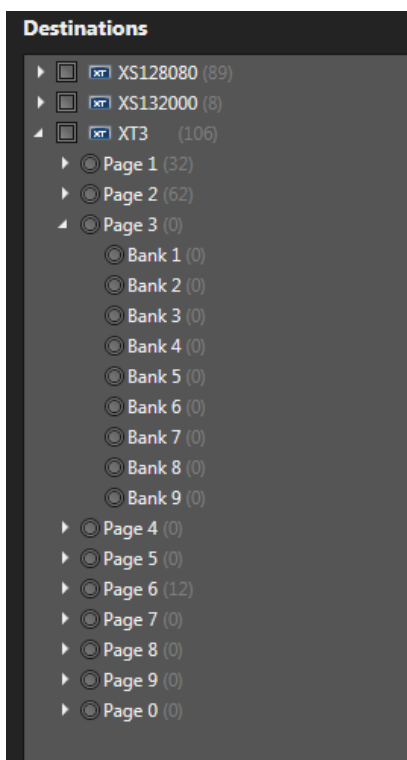 Destinations
XT XS128080 (89)
XT XS132000 (8)
XT XT3 (106)
Page 1 (32)
Page 2 (62)
Page 3 (0)
Bank 1 (0)
Bank 2 (0)
Bank 3 (0)
Bank 4 (0)
Bank 5 (0)
Bank 6 (0)
Bank 7 (0)
Bank 8 (0)
Bank 9 (0)
Page 4 (0)
Page 5 (0)
Page 6 (12)
Page 7 (0)
Page 8 (0)
Page 9 (0)
Page 0 (0)